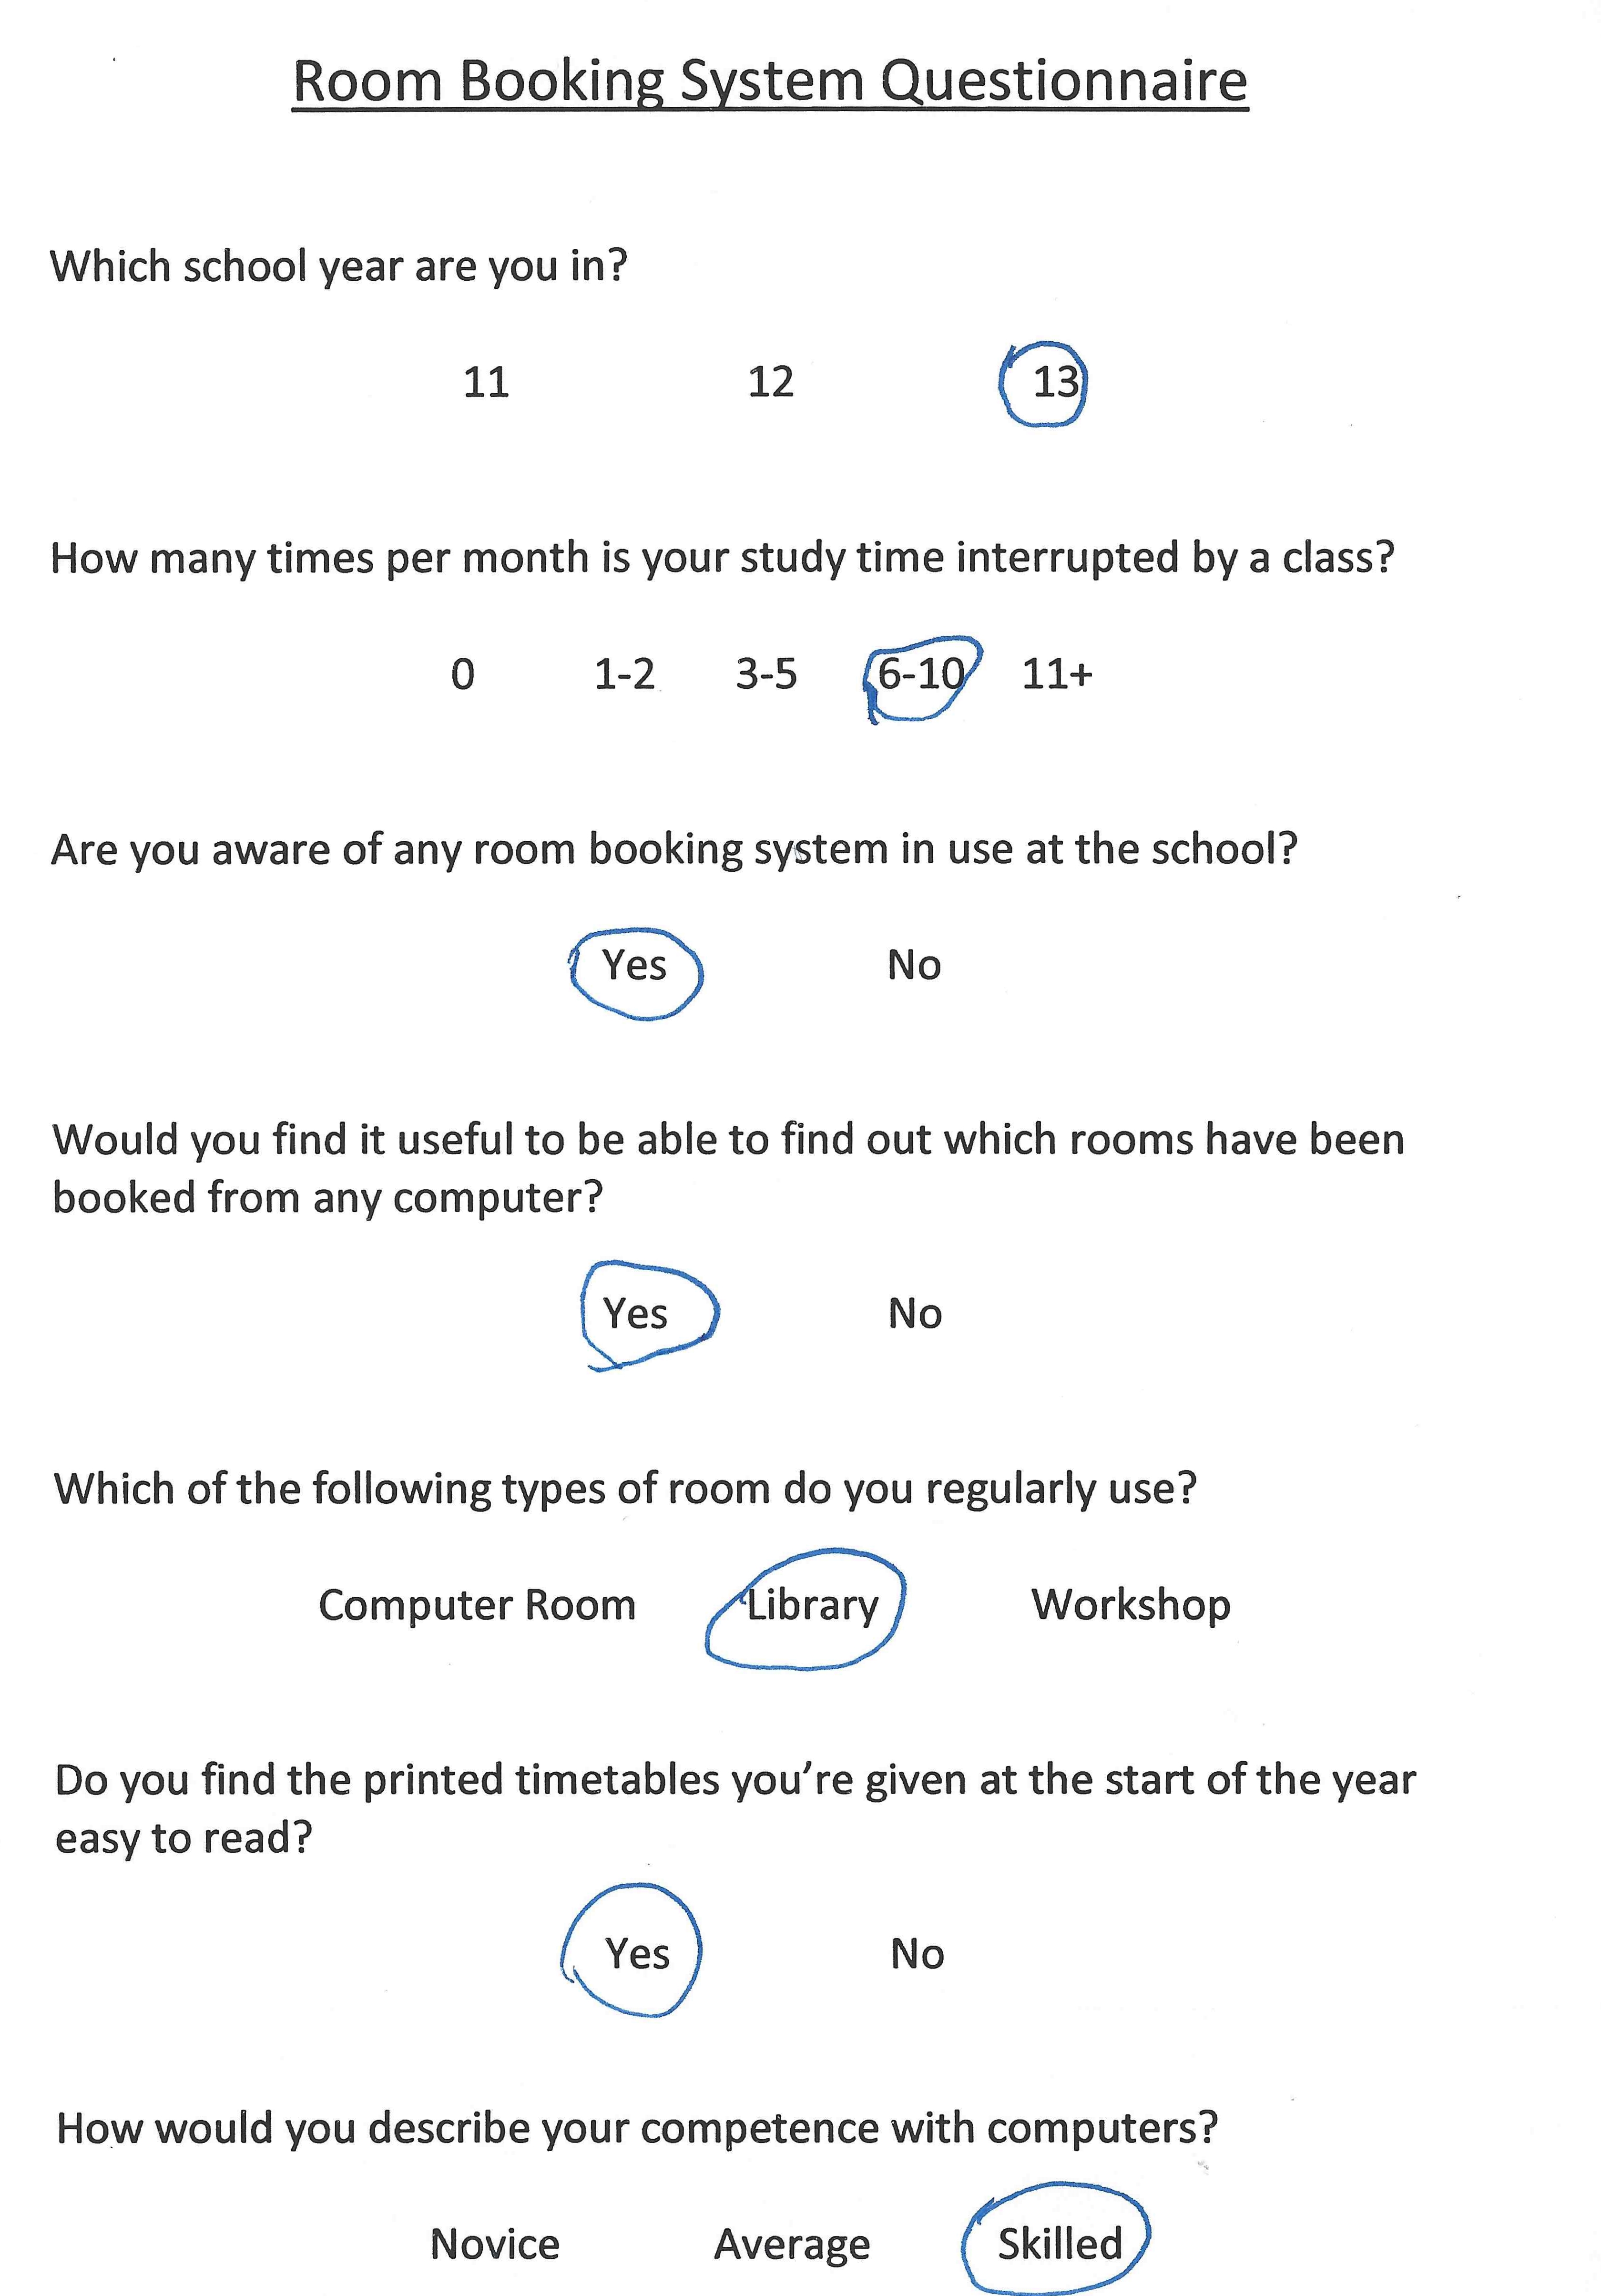 Room Booking System Questionnaire
Which school year are you in?
11 12 13
How many times per month is your study time interrupted by a class?
0 1-2 3-5 6-10 11+
Are you aware of any room booking system in use at the school?
Yes No
Would you find it useful to be able to find out which rooms have been
booked from any computer?
Yes No
Which of the following types of room do you regularly use?
Computer Room Library Workshop
Do you find the printed timetables you’re given at the start of the year
easy to read?
Yes No
How would you describe your competence with computers?
Novice Average Skilled